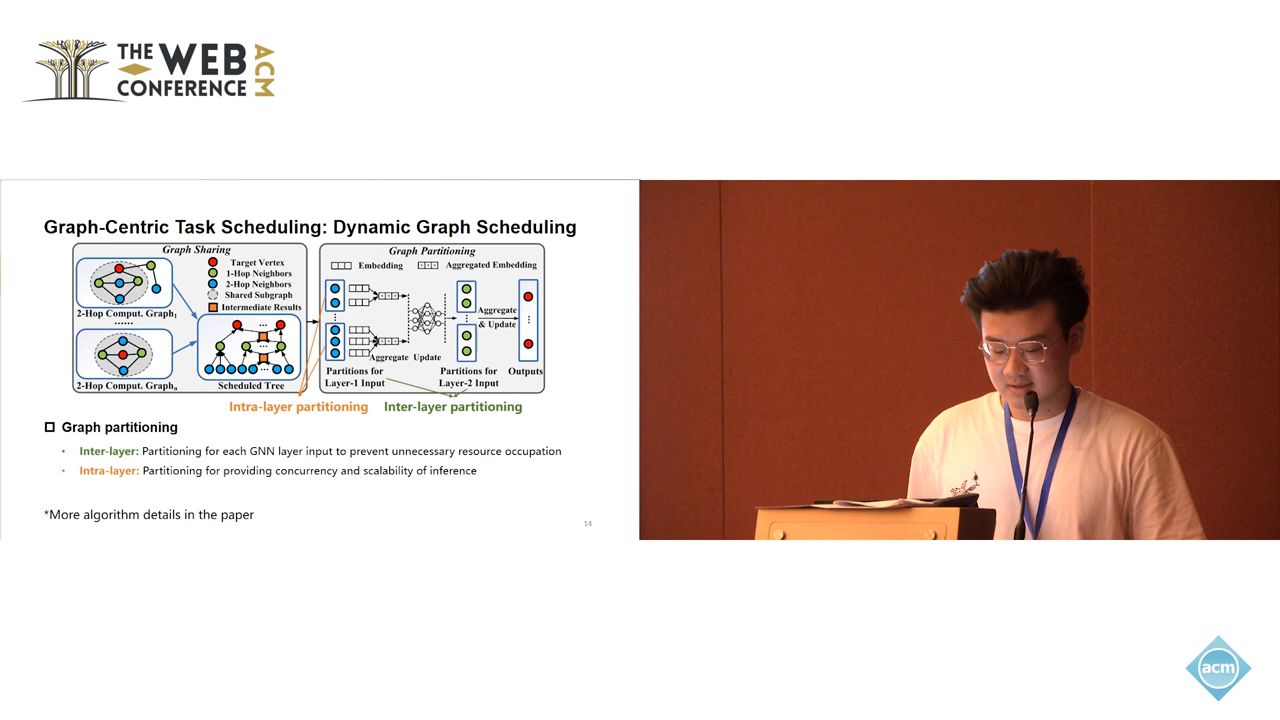 THE WEB
CONFERENCE
ACM
Graph-Centric Task Scheduling: Dynamic Graph Scheduling
Graph Sharing
Target Vertex
1-Hop Neighbors
2-Hop Neighbors
Shared Subgraph
Intermediate Results
2-Hop Comput. Graph1
......
2-Hop Comput. Graphn
Scheduled Tree
Graph Partitioning
Embedding
Aggregated Embedding
Aggregate
& Update
Aggregate Update
Partitions for
Layer-1 Input
Partitions for
Layer-2 Input
Outputs
Intra-layer partitioning
Inter-layer partitioning
Graph partitioning
• Inter-layer: Partitioning for each GNN layer input to prevent unnecessary resource occupation
• Intra-layer: Partitioning for providing concurrency and scalability of inference
*More algorithm details in the paper
14
acm